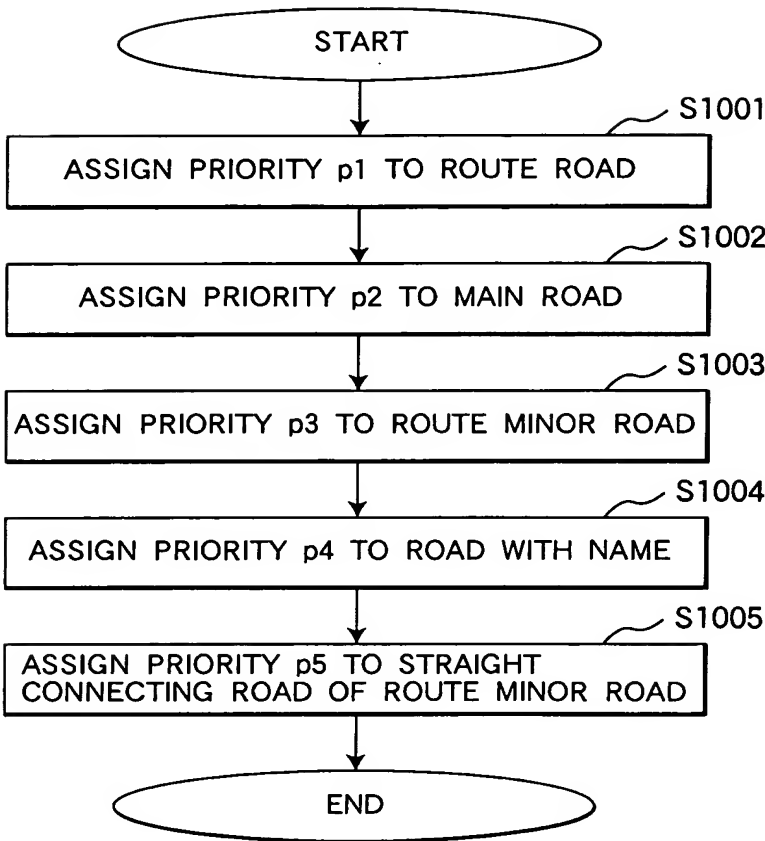 START
S1001
ASSIGN PRIORITY p1 TO ROUTE ROAD
S1002
ASSIGN PRIORITY p2 TO MAIN ROAD
S1003
ASSIGN PRIORITY p3 TO ROUTE MINOR ROAD
S1004
ASSIGN PRIORITY p4 TO ROAD WITH NAME
S1005
ASSIGN PRIORITY p5 TO STRAIGHT
CONNECTING ROAD OF ROUTE MINOR ROAD
END